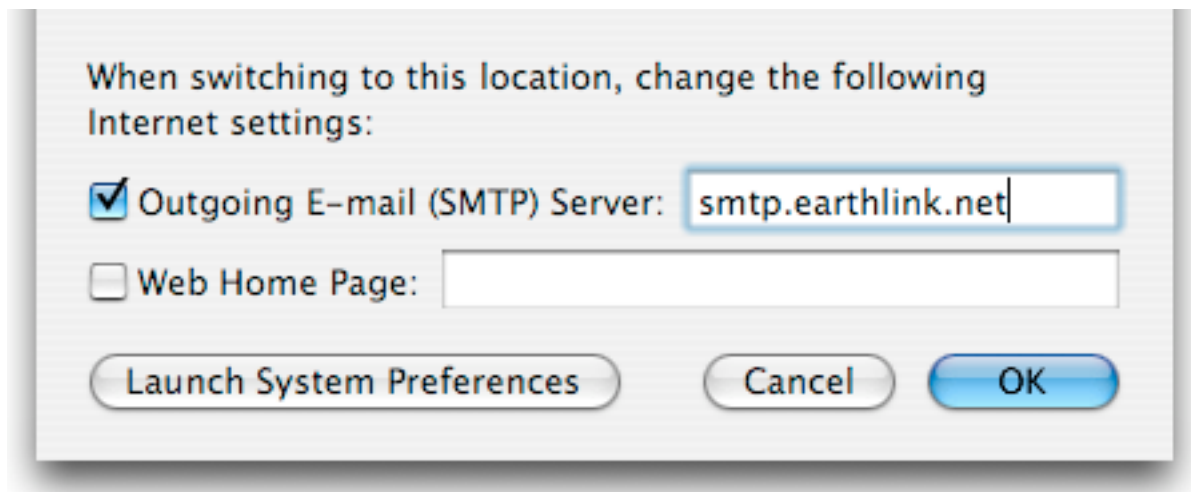 When switching to this location, change the following
Internet settings:
Outgoing E-mail (SMTP) Server: smtp.earthlink.net
Web Home Page:
Launch System Preferences Cancel OK